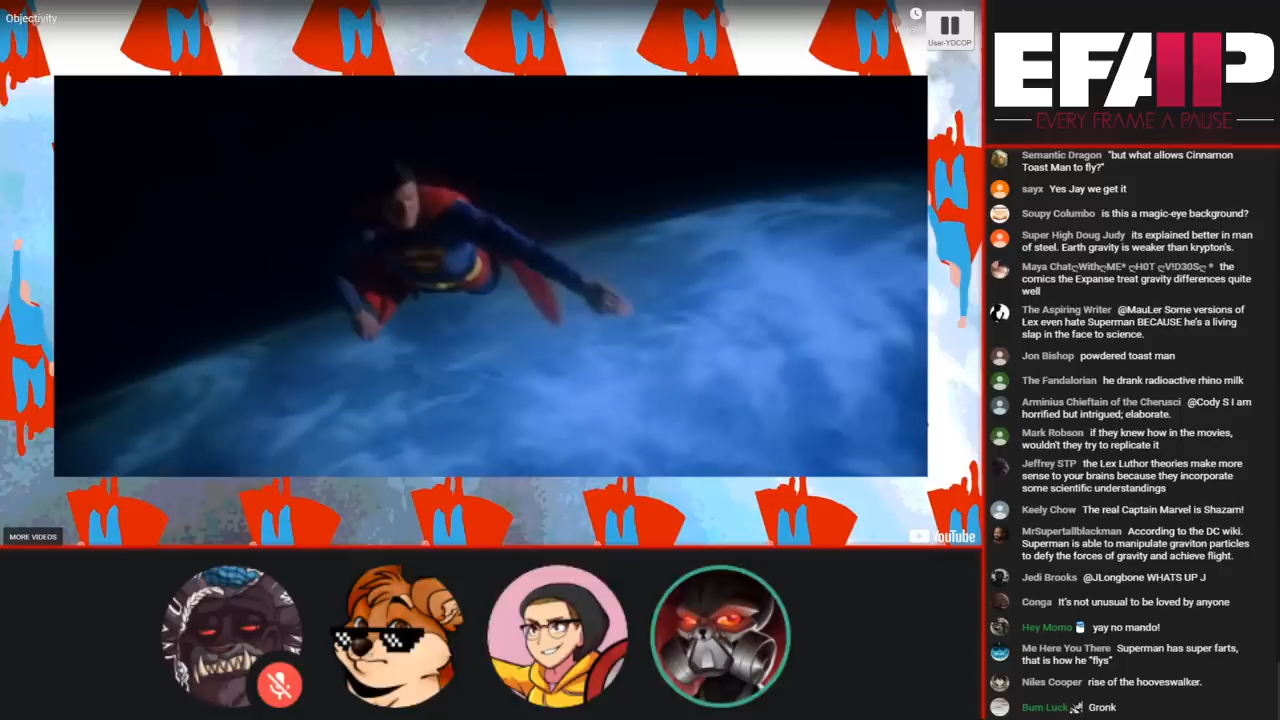 Objectivity
User-YDCOP
EFAP
EVERY FRAME A PAUSE
Semantic Dragon "but what allows Cinnamon
Toast Man to fly?"
sayx Yes Jay we get it
Soupy Columbo is this a magic-eye background?
Super High Doug Judy its explained better in man
of steel. Earth gravity is weaker than krypton's.
Maya ChatღWithღME* ღH0T ღV!D30Sღ * the
comics the Expanse treat gravity differences quite
well
The Aspiring Writer @MauLer Some versions of
Lex even hate Superman BECAUSE he's a living
slap in the face to science.
Jon Bishop powdered toast man
The Fandalorian he drank radioactive rhino milk
Arminius Chieftain of the Cherusci @Cody S I am
horrified but intrigued; elaborate.
Mark Robson if they knew how in the movies,
wouldn't they try to replicate it
Jeffrey STP the Lex Luthor theories make more
sense to your brains because they incorporate
some scientific understandings
Keely Chow The real Captain Marvel is Shazam!
MrSupertallblackman According to the DC wiki.
Superman is able to manipulate graviton particles
to defy the forces of gravity and achieve flight.
Jedi Brooks @JLongbone WHATS UP J
Conga It's not unusual to be loved by anyone
Hey Momo yay no mando!
Me Here You There Superman has super farts,
that is how he "flys"
Niles Cooper rise of the hooveswalker.
Bum Luck Gronk
MORE VIDEOS
YouTube